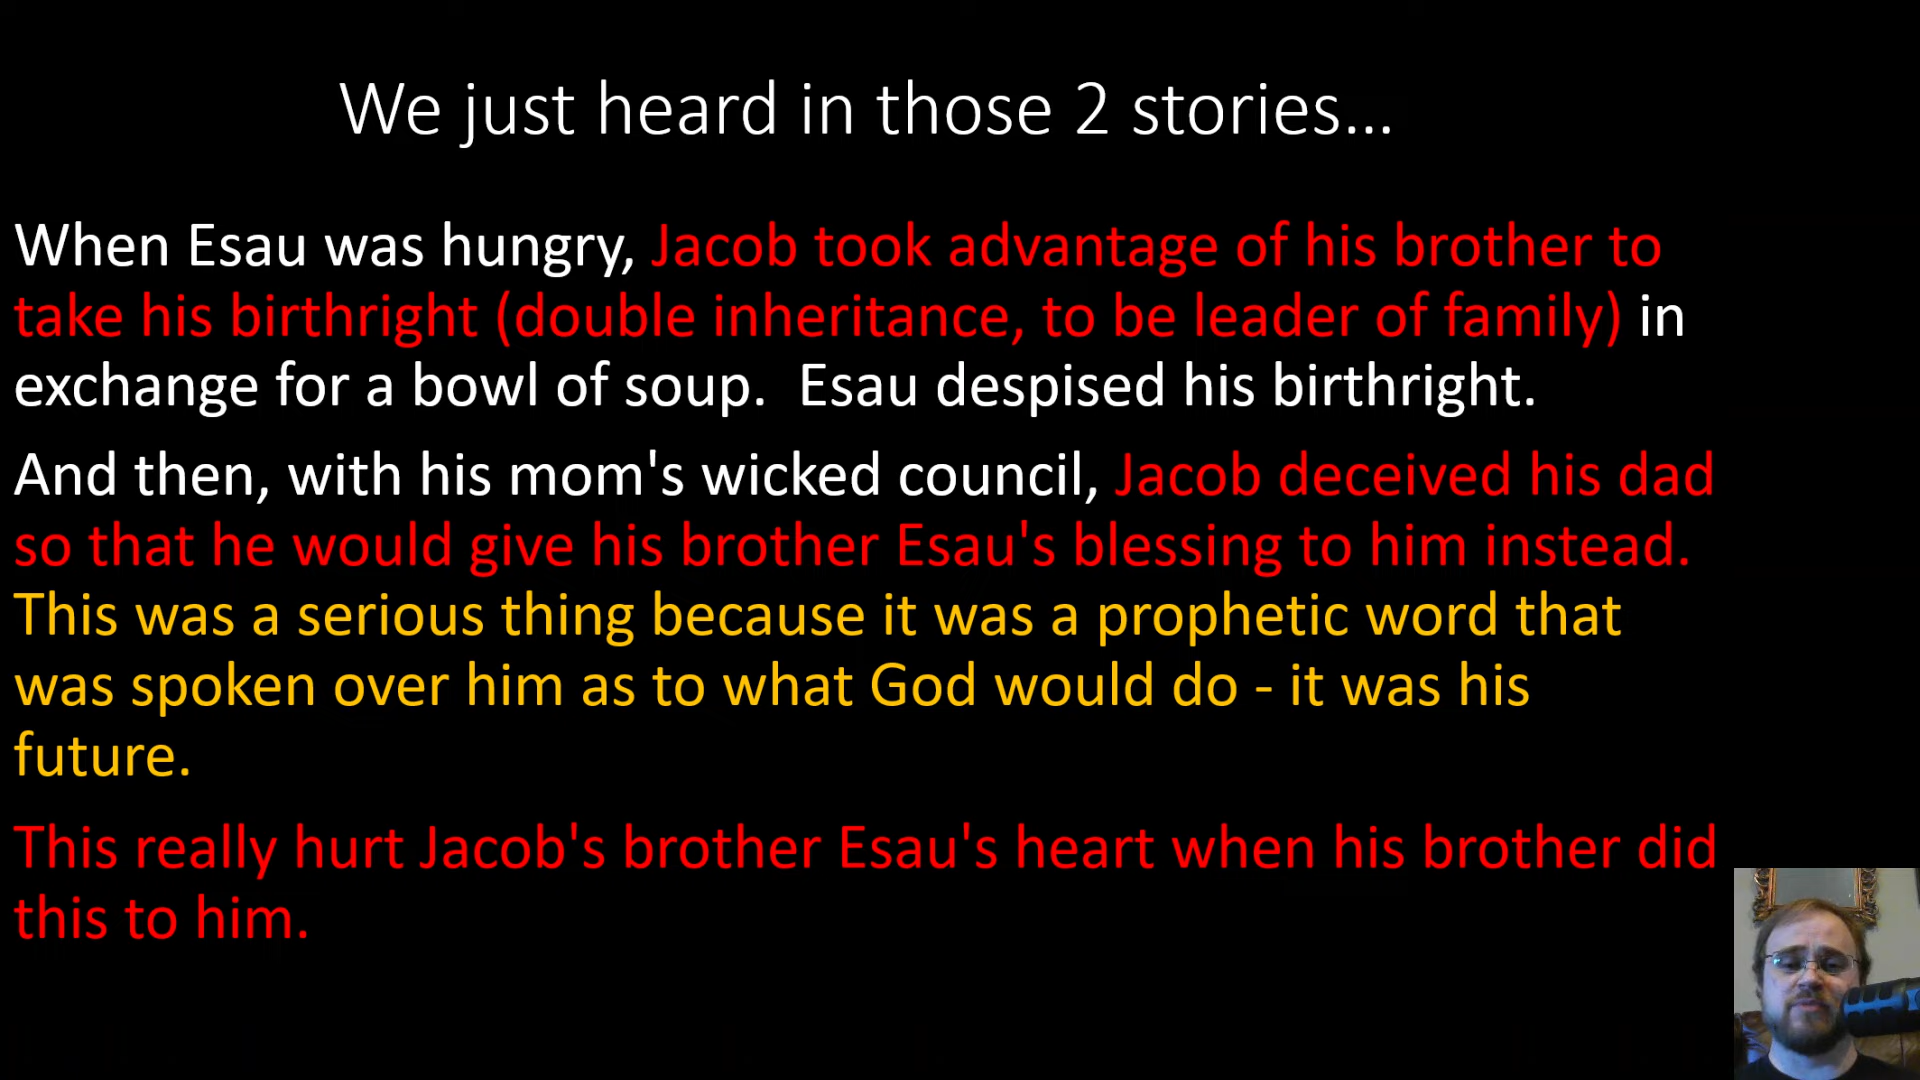 We just heard in those 2 stories...
When Esau was hungry, Jacob took advantage of his brother to
take his birthright (double inheritance, to be leader of family) in
exchange for a bowl of soup.  Esau despised his birthright.
And then, with his mom's wicked council, Jacob deceived his dad
so that he would give his brother Esau's blessing to him instead.
This was a serious thing because it was a prophetic word that
was spoken over him as to what God would do - it was his
future.
This really hurt Jacob's brother Esau's heart when his brother did
this to him.